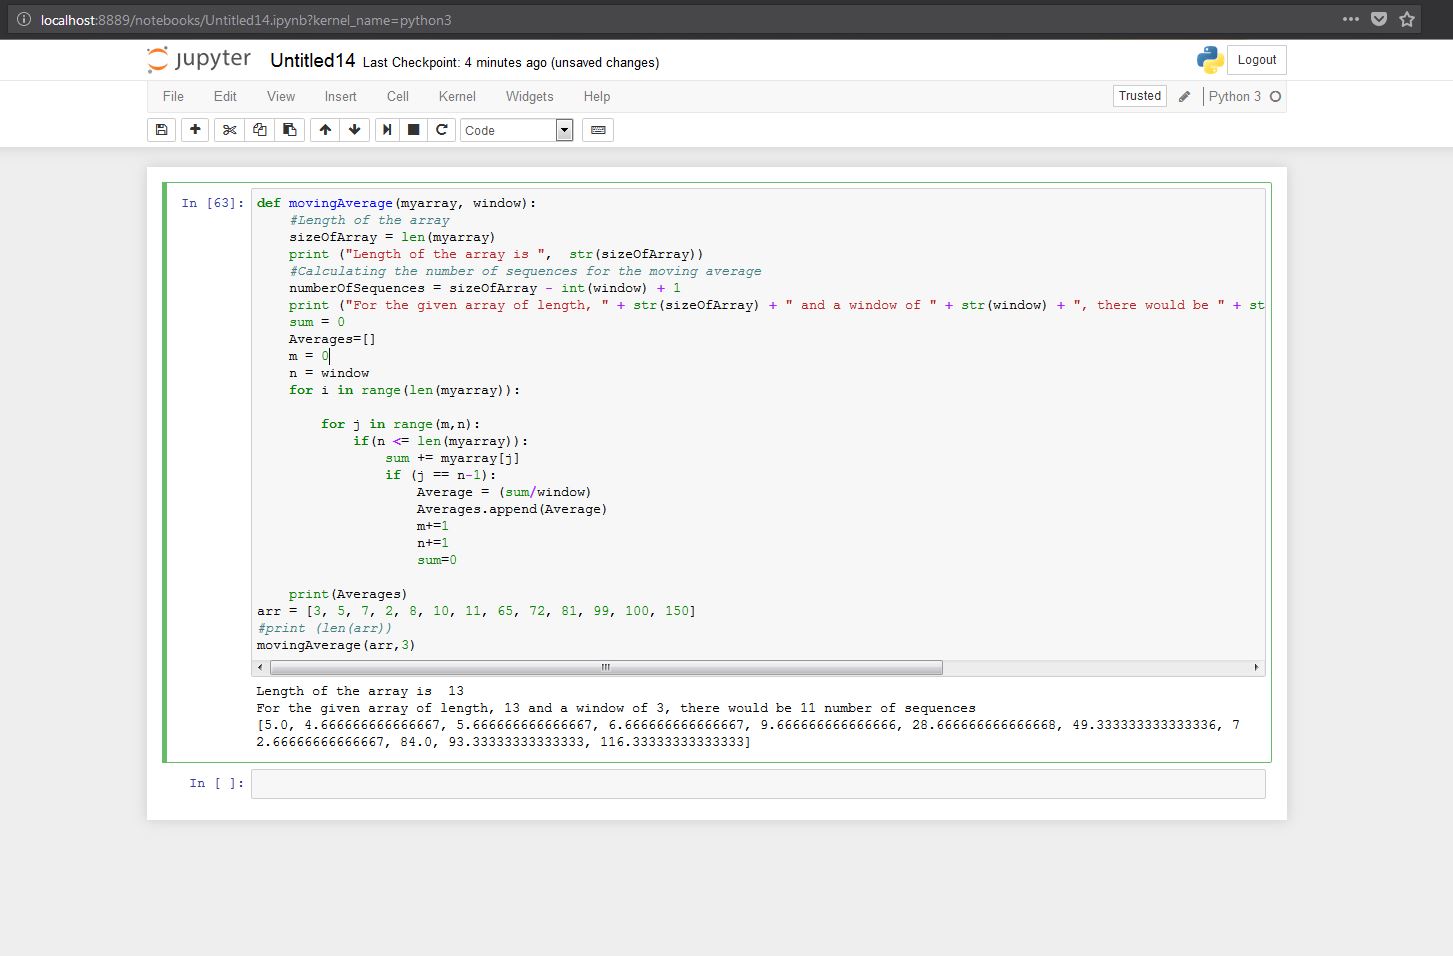 localhost:8889/notebooks/Untitled14.ipynb?kernel_name=python3
jupyter Untitled14 Last Checkpoint: 4 minutes ago (unsaved changes) Logout
File Edit View Insert Cell Kernel Widgets Help Trusted Python 3
Code
In [63]: def movingAverage(myarray, window):
#Length of the array
sizeOfArray = len(myarray)
print ("Length of the array is ",  str(sizeOfArray))
#Calculating the number of sequences for the moving average
numberOfSequences = sizeOfArray - int(window) + 1
print ("For the given array of length, " + str(sizeOfArray) + " and a window of " + str(window) + ", there would be " + st
sum = 0
Averages=[]
m = 0
n = window
for i in range(len(myarray)):
for j in range(m,n):
if(n <= len(myarray)):
sum += myarray[j]
if (j == n-1):
Average = (sum/window)
Averages.append(Average)
m+=1
n+=1
sum=0
print(Averages)
arr = [3, 5, 7, 2, 8, 10, 11, 65, 72, 81, 99, 100, 150]
#print (len(arr))
movingAverage(arr,3)
Length of the array is  13
For the given array of length, 13 and a window of 3, there would be 11 number of sequences
[5.0, 4.666666666666667, 5.666666666666667, 6.666666666666667, 9.666666666666666, 28.666666666666668, 49.333333333333336, 7
2.66666666666667, 84.0, 93.33333333333333, 116.33333333333333]
In [ ]: